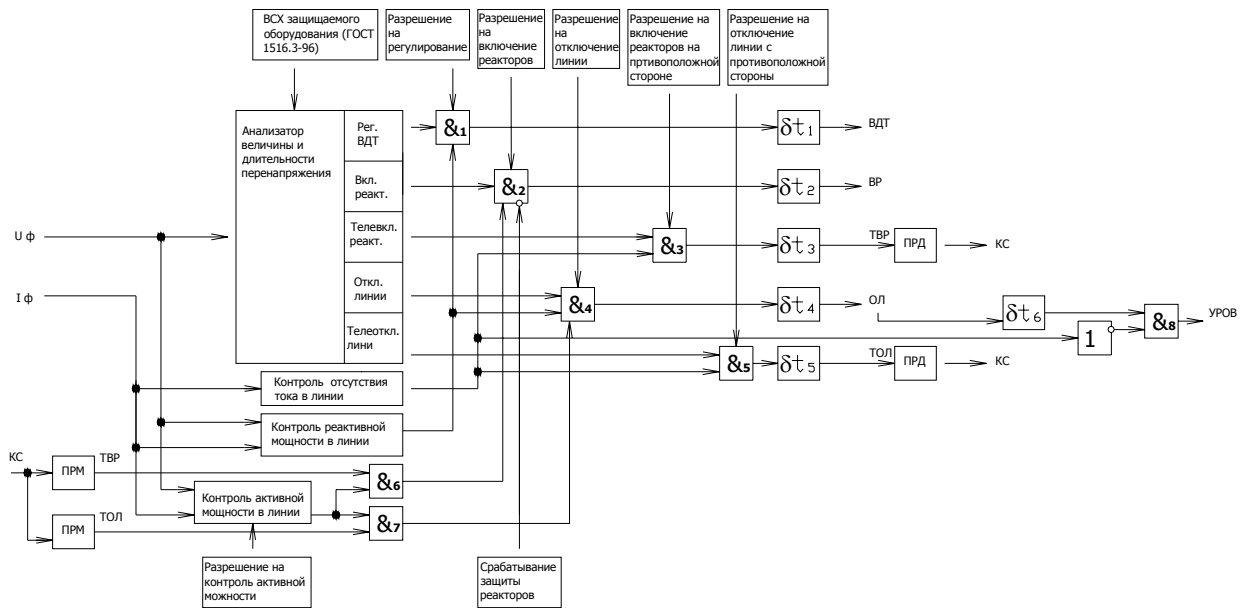 ВСХ защищаемого
оборудования (ГОСТ
1516.3-96)
Разрешение
на
регулирование
Разрешение
на
включение
реакторов
Разрешение
на
отключение
линии
Разрешение на
включение
реакторов на
пртивоположной
стороне
Разрешение на
отключение
линии с
противоположной
стороны
Анализатор
величины и
длительности
перенапряжения
Рег.
ВДТ
Вкл.
реакт.
Телевкл.
реакт.
Откл.
линии
Телеоткл.
лини
&1
&2
&3
&4
&5
δt1
ВДТ
δt2
ВР
δt3
ТВР
ПРД
КС
δt4
ОЛ
δt6
1
&8
УРОВ
δt5
ТОЛ
ПРД
КС
U ф
I ф
Контроль отсутствия
тока в линии
Контроль реактивной
мощности в линии
КС
ПРМ
ТВР
Контроль активной
мощности в линии
&6
ПРМ
ТОЛ
&7
Разрешение на
контроль активной
можности
Срабатывание
защиты
реакторов